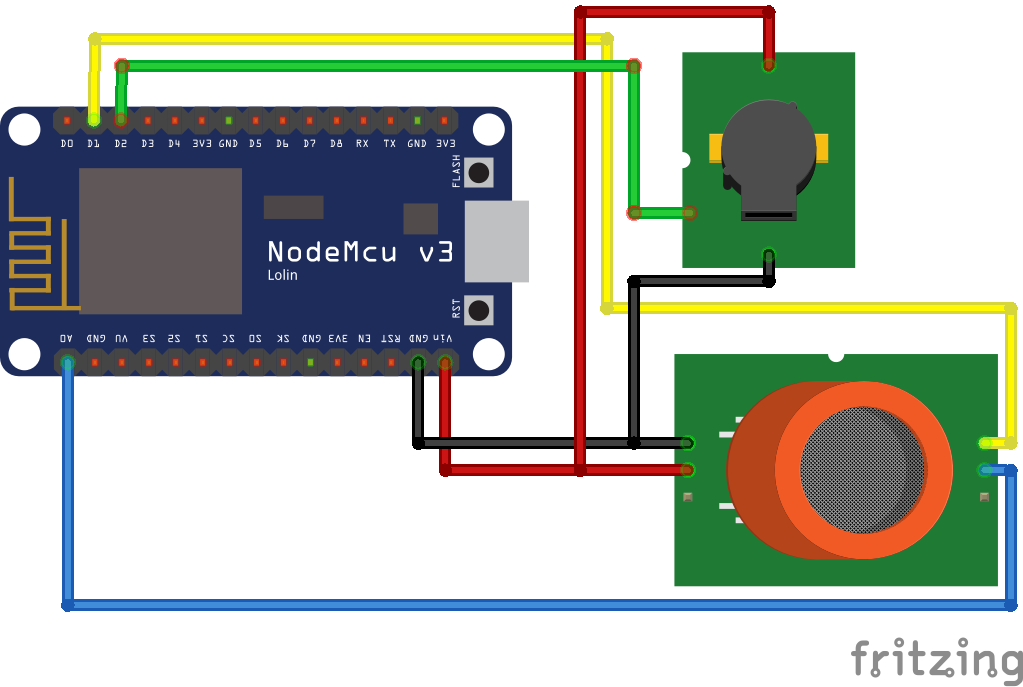 D0 D1 D2 D3 D4 3V3 GND D5 D6 D7 D8 RX TX GND 3V3
FLASH
NodeMcu v3
Lolin
RST
A0 GND VU S3 S2 S1 SC S0 SK GND 3V3 EN RST GND Vin
fritzing